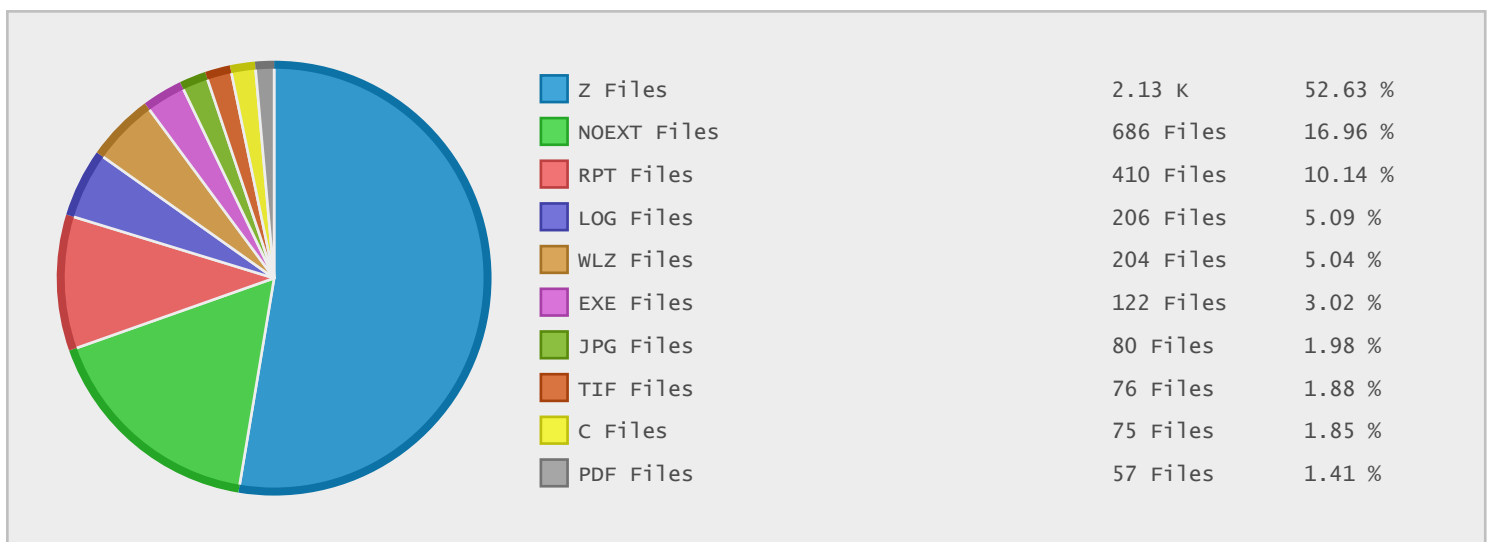 Z Files 2.13 K 52.63 %
NOEXT Files 686 Files 16.96 %
RPT Files 410 Files 10.14 %
LOG Files 206 Files 5.09 %
WLZ Files 204 Files 5.04 %
EXE Files 122 Files 3.02 %
JPG Files 80 Files 1.98 %
TIF Files 76 Files 1.88 %
C Files 75 Files 1.85 %
PDF Files 57 Files 1.41 %